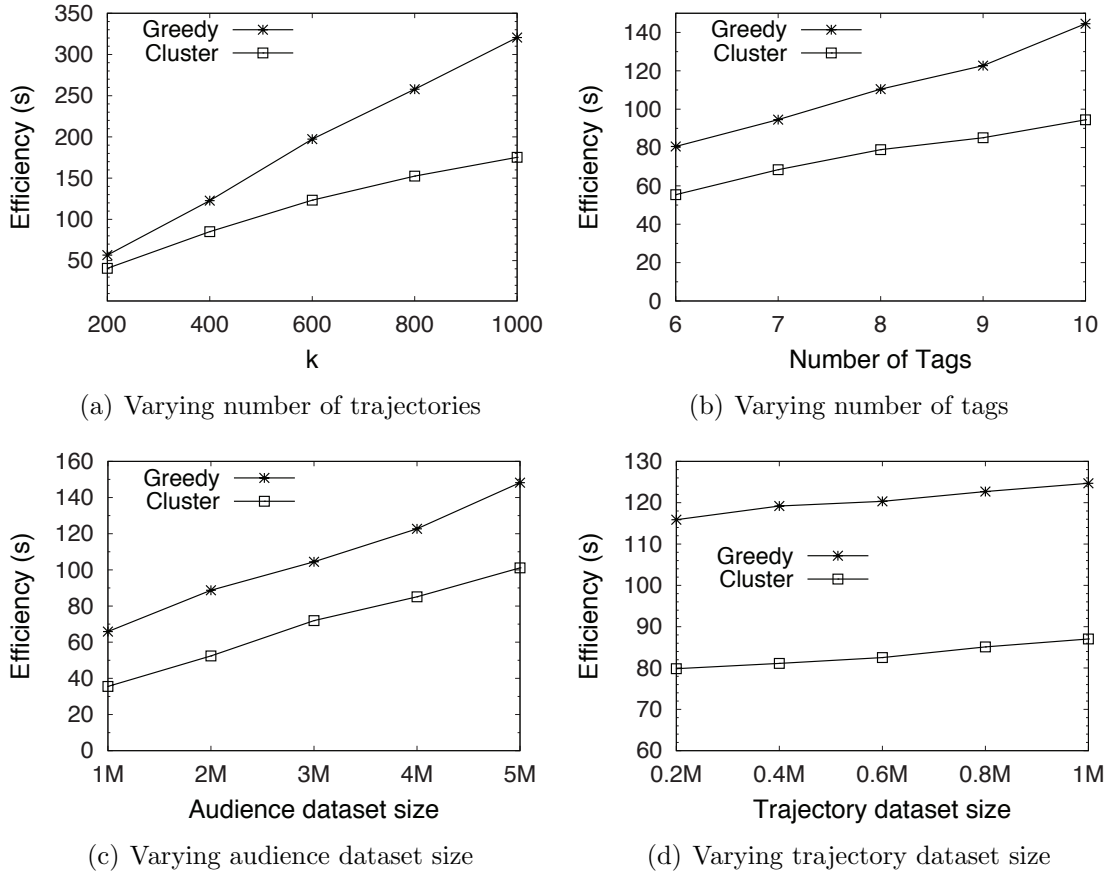 350
300
250
200
150
100
50
200 400 600 800 1000
Efficiency (s)
k
Greedy
Cluster
(a) Varying number of trajectories
140
120
100
80
60
40
20
0
6 7 8 9 10
Efficiency (s)
Number of Tags
Greedy
Cluster
(b) Varying number of tags
160
140
120
100
80
60
40
20
0
1M 2M 3M 4M 5M
Efficiency (s)
Audience dataset size
Greedy
Cluster
(c) Varying audience dataset size
130
120
110
100
90
80
70
60
0.2M 0.4M 0.6M 0.8M 1M
Efficiency (s)
Trajectory dataset size
Greedy
Cluster
(d) Varying trajectory dataset size